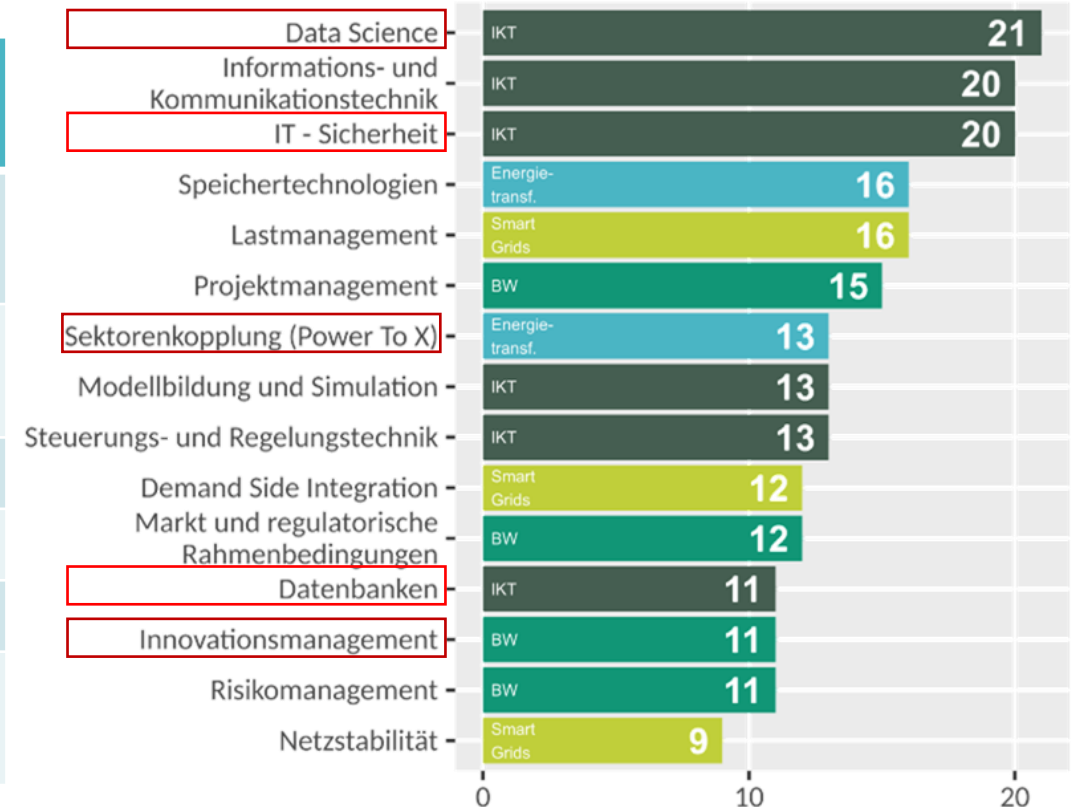 Data Science
IKT
21
Informations- und
Kommunikationstechnik
IKT
20
IT - Sicherheit
IKT
20
Speichertechnologien
Energie-
transf.
16
Lastmanagement
Smart
Grids
16
Projektmanagement
BW
15
Sektorenkopplung (Power To X)
Energie-
transf.
13
Modellbildung und Simulation
IKT
13
Steuerungs- und Regelungstechnik
IKT
13
Demand Side Integration
Smart
Grids
12
Markt und regulatorische
Rahmenbedingungen
BW
12
Datenbanken
IKT
11
Innovationsmanagement
BW
11
Risikomanagement
BW
11
Netzstabilität
Smart
Grids
9
0 10 20